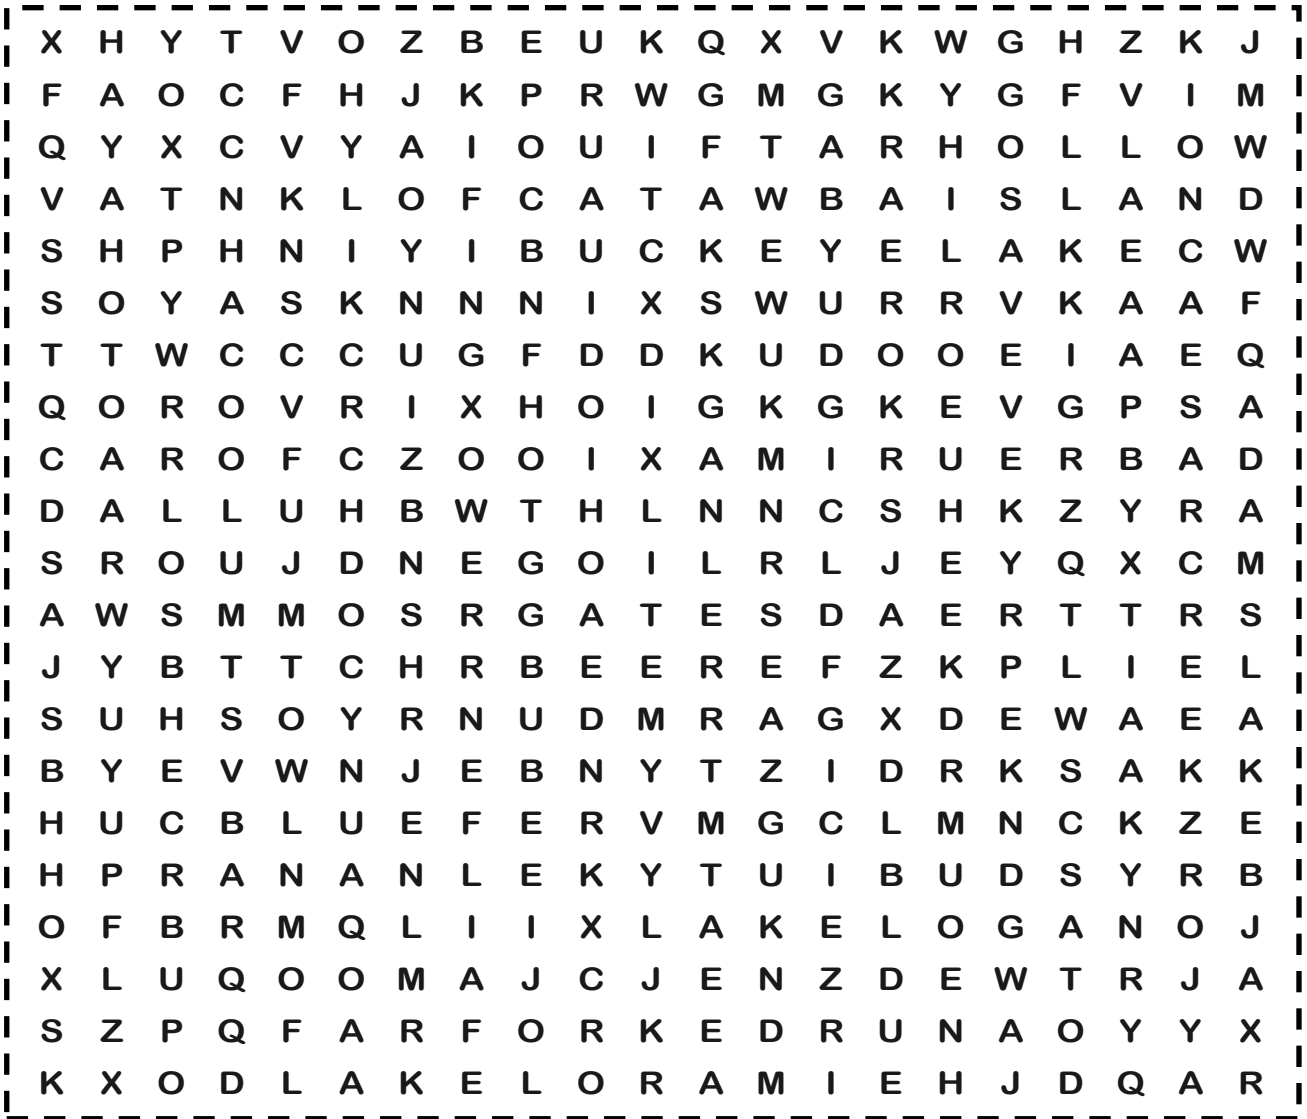 X H Y T V O Z B E U K Q X V K W G H Z K J
F A O C F H J K P R W G M G K Y G F V I M
Q Y X C V Y A I O U I F T A R H O L L O W
V A T N K L O F C A T A W B A I S L A N D
S H P H N I Y I B U C K E Y E L A K E C W
S O Y A S K N N N I X S W U R R V K A A F
T T W C C C U G F D D K U D O O E I A E Q
Q O R O V R I X H O I G K G K E V G P S A
C A R O F C Z O O I X A M I R U E R B A D
D A L L U H B W T H L N N C S H K Z Y R A
S R O U J D N E G O I L R L J E Y Q X C M
A W S M M O S R G A T E S D A E R T T R S
J Y B T T C H R B E E R E F Z K P L I E L
S U H S O Y R N U D M R A G X D E W A E A
B Y E V W N J E B N Y T Z I D R K S A K K
H U C B L U E F E R V M G C L M N C K Z E
H P R A N A N L E K Y T U I B U D S Y R B
O F B R M Q L I I X L A K E L O G A N O J
X L U Q O O M A J C J E N Z D E W T R J A
S Z P Q F A R F O R K E D R U N A O Y Y X
K X O D L A K E L O R A M I E H J D Q A R